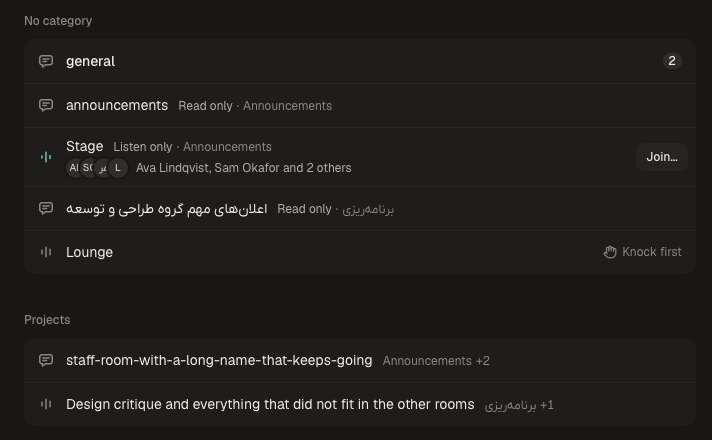 No category
general 2
announcements Read only · Announcements
Stage Listen only · Announcements
L Ava Lindqvist, Sam Okafor and 2 others Join…
اعلان‌های مهم گروه طراحی و توسعه Read only · برنامه‌ریزی
Lounge Knock first
Projects
staff-room-with-a-long-name-that-keeps-going Announcements +2
Design critique and everything that did not fit in the other rooms برنامه‌ریزی +1